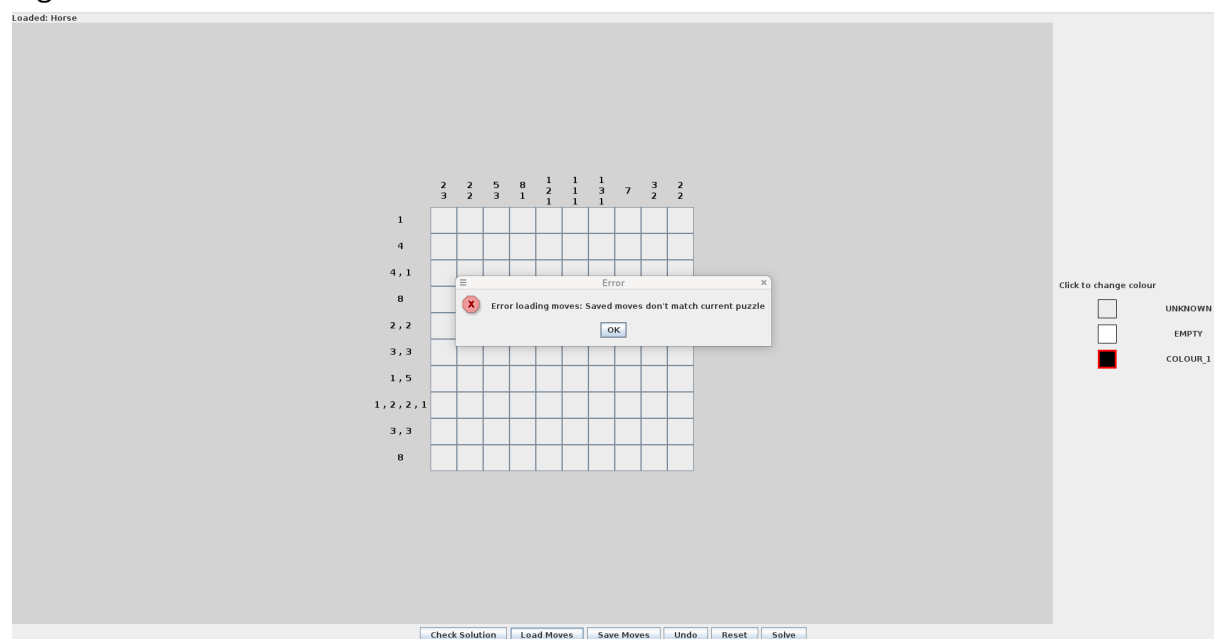 Loaded: Horse
2 2 5 8 1 1 1 7 3 2
3 2 3 1 2 1 3 2 2
1 1 1
1
4
4 , 1
8
2 , 2
3 , 3
1 , 5
1 , 2 , 2 , 1
3 , 3
8
Error
X Error loading moves: Saved moves don't match current puzzle
OK
Click to change colour
UNKNOWN
EMPTY
COLOUR_1
Check Solution Load Moves Save Moves Undo Reset Solve